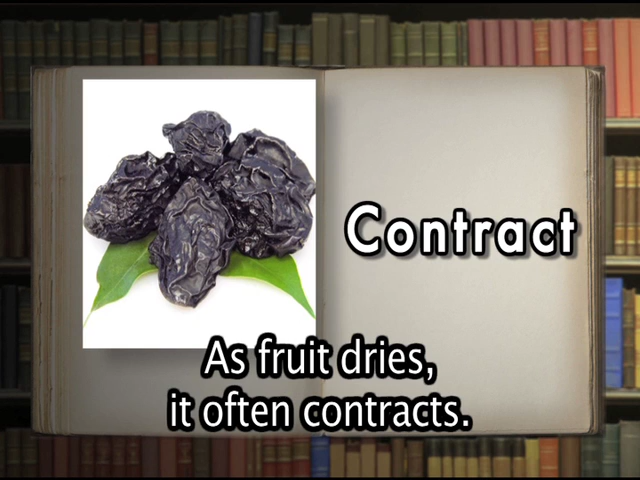 Contract
As fruit dries,
it often contracts.